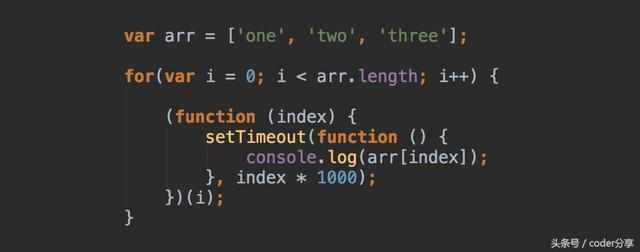 var arr = ['one', 'two', 'three'];
for(var i = 0; i < arr.length; i++) {
(function (index) {
setTimeout(function () {
console.log(arr[index]);
}, index * 1000);
})(i);
}
头条号 / coder分享